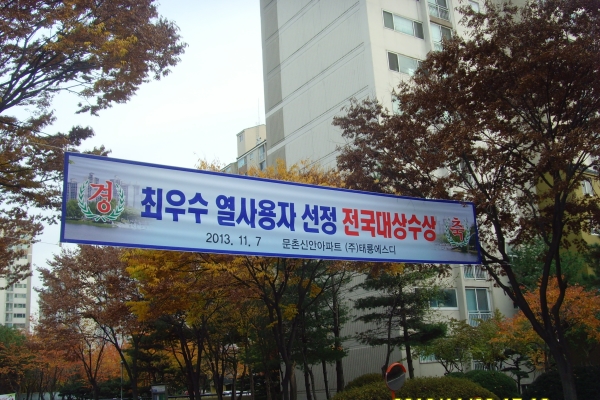 경 최우수 열사용자 선정 전국대상수상 축
2013. 11. 7 문촌신안아파트 (주)태룡에스디